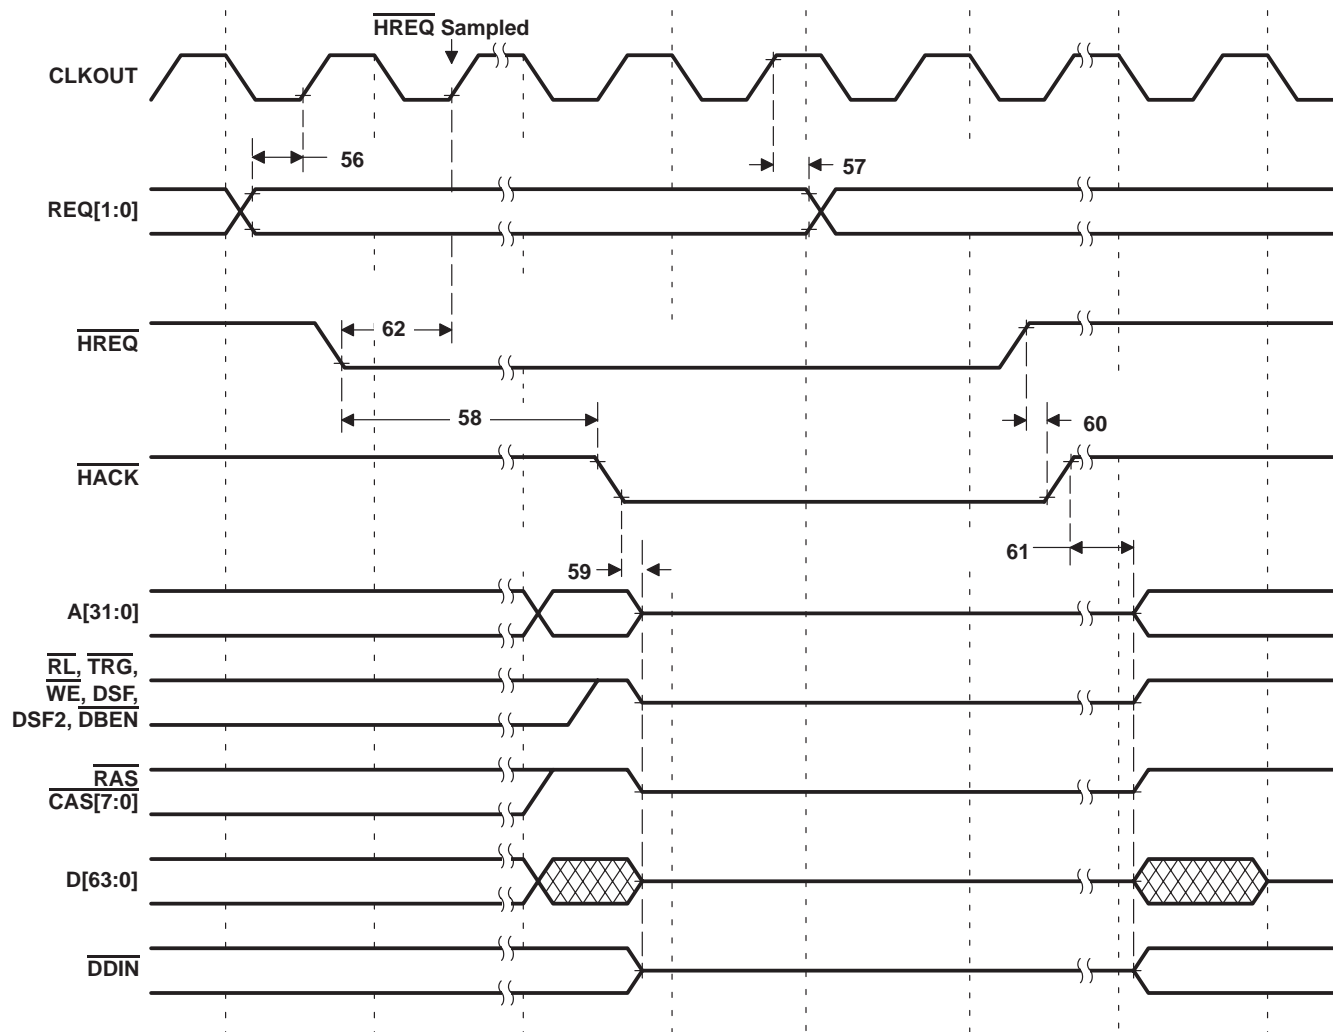 HREQ Sampled
CLKOUT
56
57
REQ[1:0]
62
HREQ
58
60
HACK
61
59
A[31:0]
RL, TRG,
WE, DSF,
DSF2, DBEN
RAS
CAS[7:0]
D[63:0]
DDIN